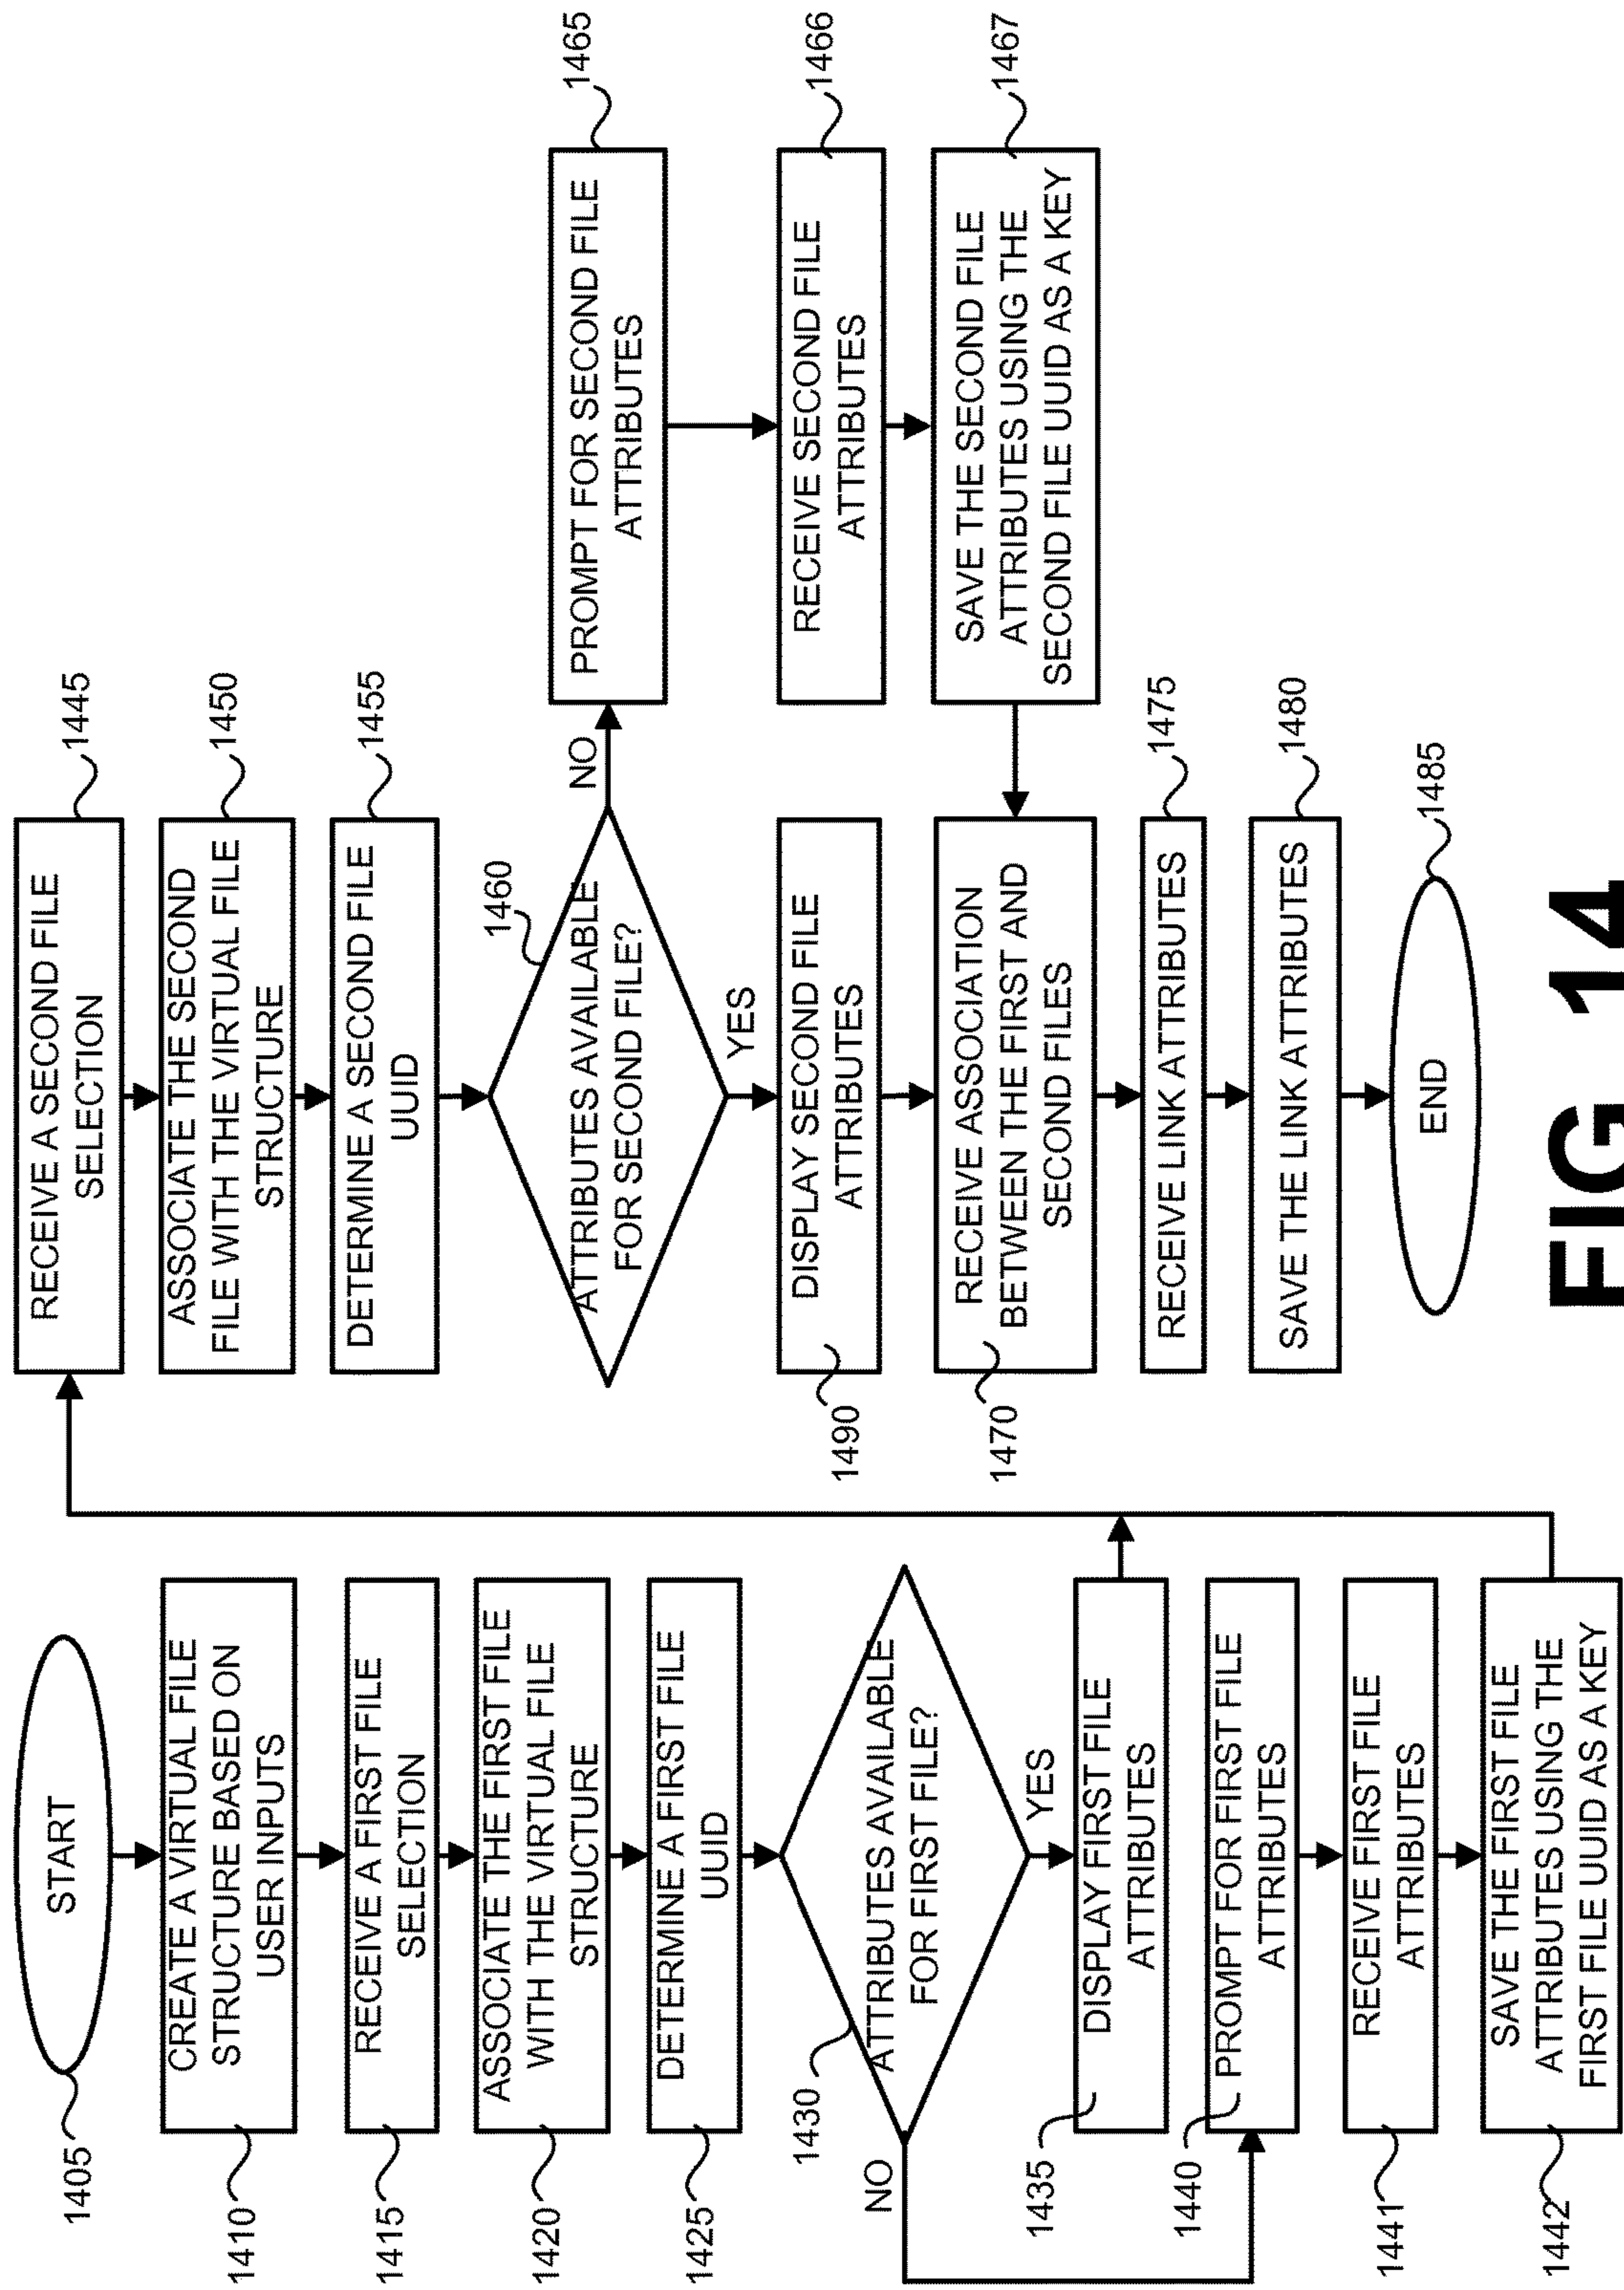 START
1405
CREATE A VIRTUAL FILE
STRUCTURE BASED ON
USER INPUTS
1410
RECEIVE A FIRST FILE
SELECTION
1415
ASSOCIATE THE FIRST FILE
WITH THE VIRTUAL FILE
STRUCTURE
1420
DETERMINE A FIRST FILE
UUID
1425
ATTRIBUTES AVAILABLE
FOR FIRST FILE?
1430
NO
YES
DISPLAY FIRST FILE
ATTRIBUTES
1435
PROMPT FOR FIRST FILE
ATTRIBUTES
1440
RECEIVE FIRST FILE
ATTRIBUTES
1441
SAVE THE FIRST FILE
ATTRIBUTES USING THE
FIRST FILE UUID AS A KEY
1442
RECEIVE A SECOND FILE
SELECTION
1445
ASSOCIATE THE SECOND
FILE WITH THE VIRTUAL FILE
STRUCTURE
1450
DETERMINE A SECOND FILE
UUID
1455
ATTRIBUTES AVAILABLE
FOR SECOND FILE?
1460
NO
YES
PROMPT FOR SECOND FILE
ATTRIBUTES
1465
RECEIVE SECOND FILE
ATTRIBUTES
1466
SAVE THE SECOND FILE
ATTRIBUTES USING THE
SECOND FILE UUID AS A KEY
1467
DISPLAY SECOND FILE
ATTRIBUTES
1490
RECEIVE ASSOCIATION
BETWEEN THE FIRST AND
SECOND FILES
1470
RECEIVE LINK ATTRIBUTES
1475
SAVE THE LINK ATTRIBUTES
1480
END
1485
FIG 14